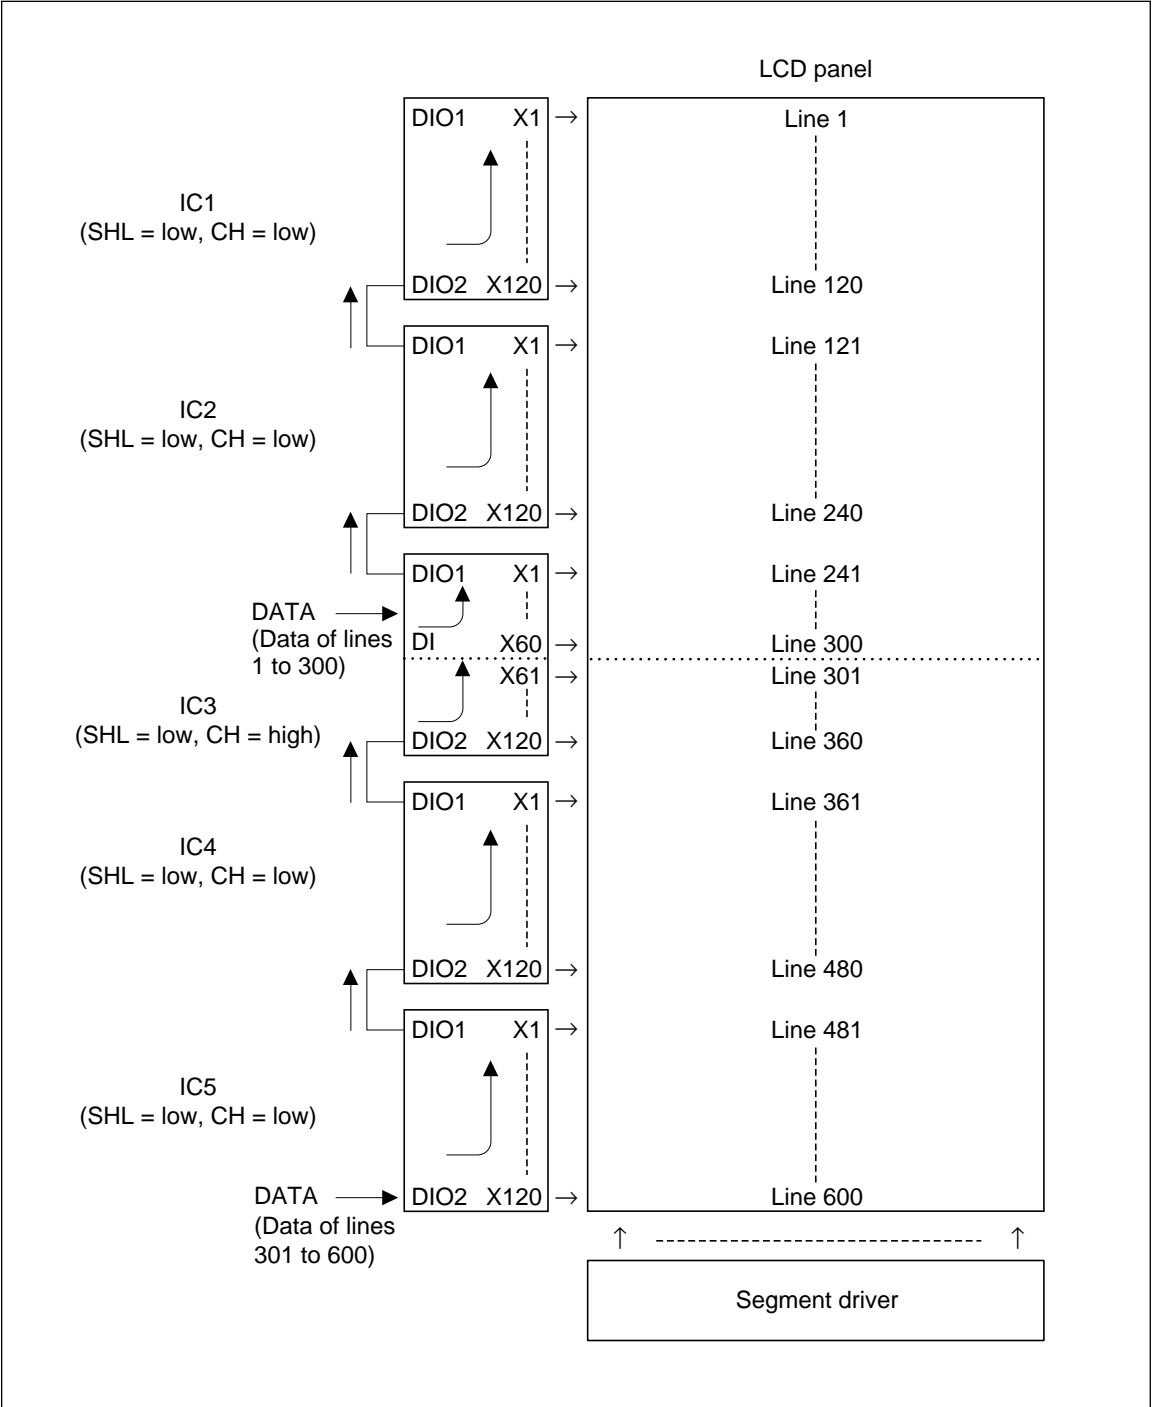 LCD panel
DIO1 X1 → Line 1
IC1
(SHL = low, CH = low)
DIO2 X120 → Line 120
DIO1 X1 → Line 121
IC2
(SHL = low, CH = low)
DIO2 X120 → Line 240
DIO1 X1 → Line 241
DATA
(Data of lines
1 to 300)
DI X60 → Line 300
X61 → Line 301
IC3
(SHL = low, CH = high)
DIO2 X120 → Line 360
DIO1 X1 → Line 361
IC4
(SHL = low, CH = low)
DIO2 X120 → Line 480
DIO1 X1 → Line 481
IC5
(SHL = low, CH = low)
DATA
(Data of lines
301 to 600)
DIO2 X120 → Line 600
Segment driver